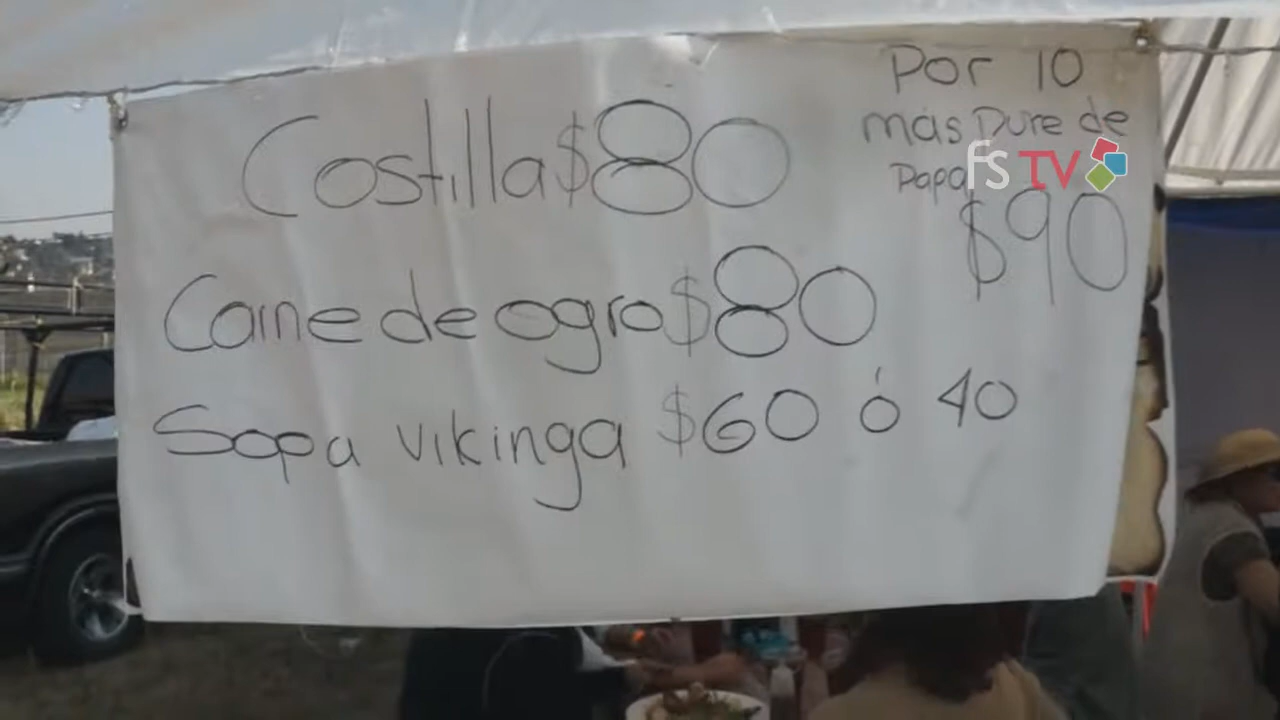 Costilla $80
Carne de ogro $80
Sopa vikinga $60 ó 40
Por 10
más Pure de
Papa
$90
fs TV